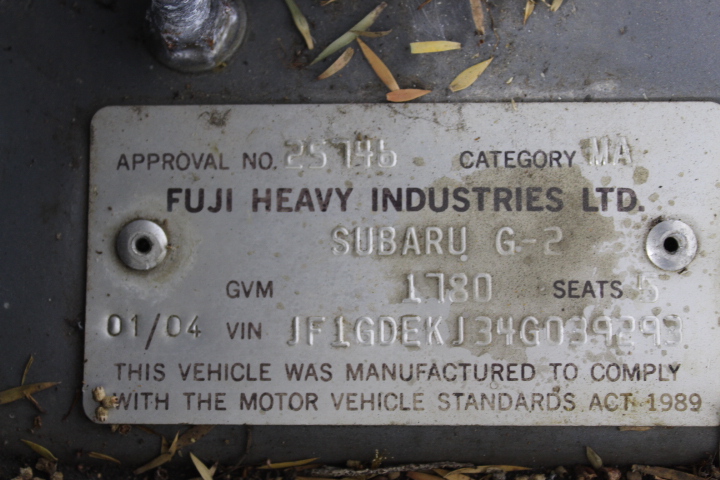 APPROVAL NO. 25746 CATEGORY MA
FUJI HEAVY INDUSTRIES LTD.
SUBARU G-2
GVM 1780 SEATS 5
01/04 VIN JF1GDEKJ34G039293
THIS VEHICLE WAS MANUFACTURED TO COMPLY
WITH THE MOTOR VEHICLE STANDARDS ACT 1989